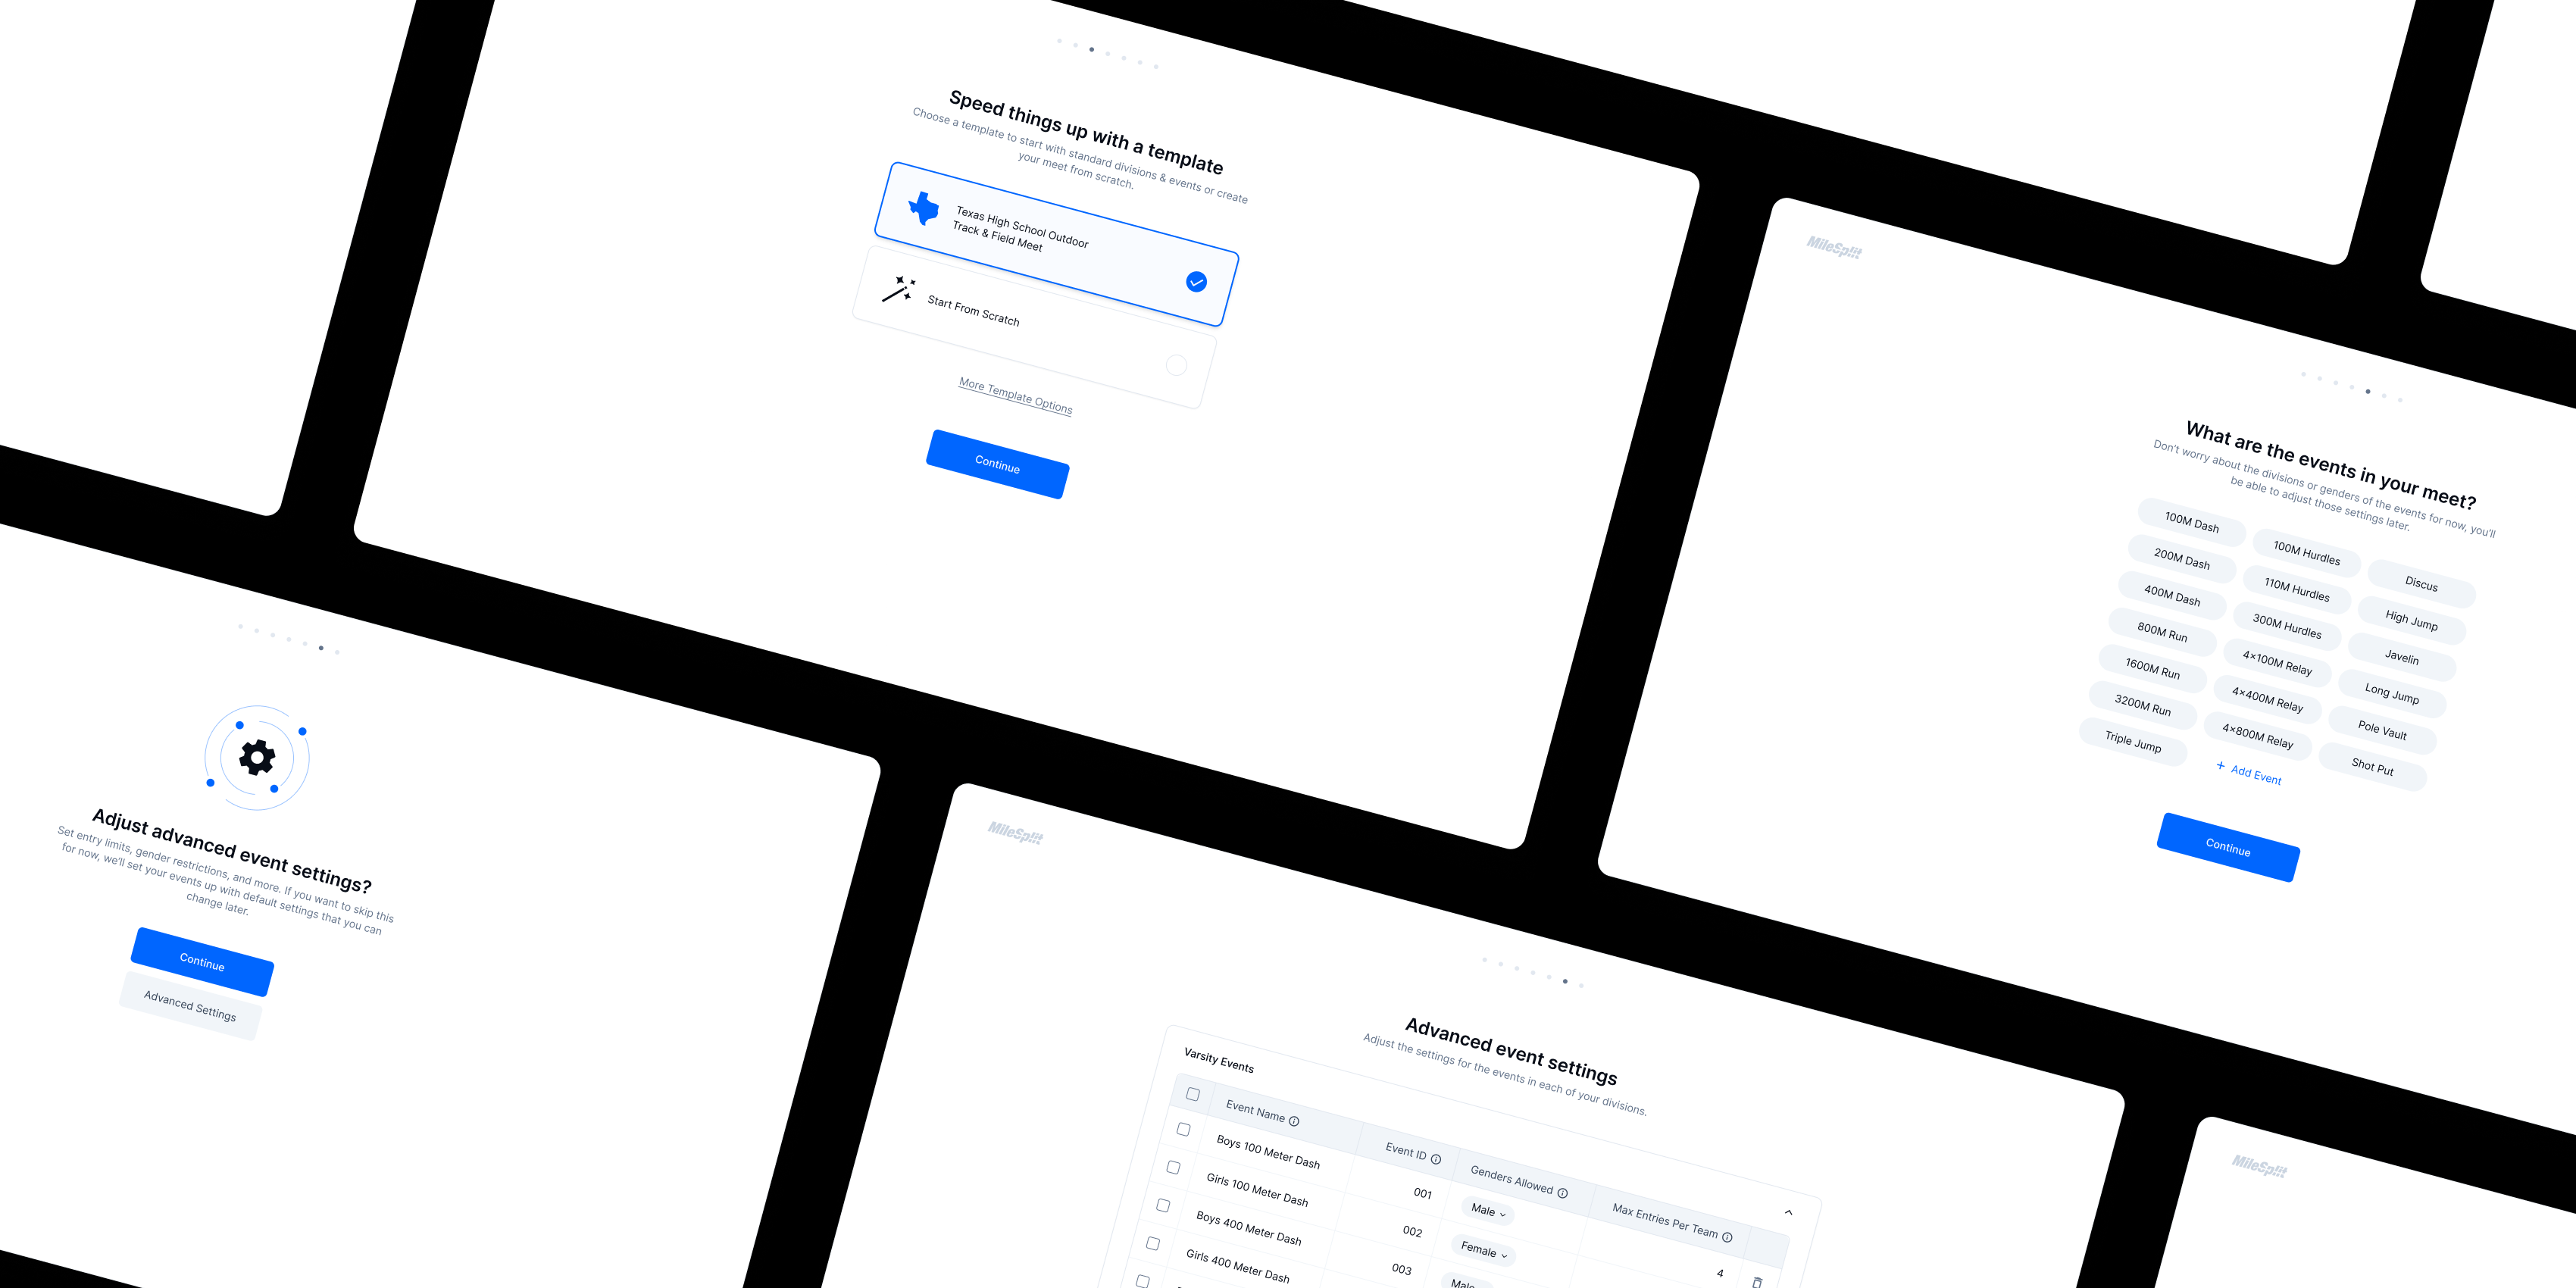 Speed things up with a template
Choose a template to start with standard divisions & events or create
your meet from scratch.
Texas High School Outdoor
Track & Field Meet
Start From Scratch
More Template Options
Continue
MileSplit
What are the events in your meet?
Don't worry about the divisions or genders of the events for now, you'll
be able to adjust those settings later.
100M Dash
100M Hurdles
Discus
200M Dash
110M Hurdles
High Jump
400M Dash
300M Hurdles
Javelin
800M Run
4×100M Relay
Long Jump
1600M Run
4×400M Relay
Pole Vault
3200M Run
4×800M Relay
Shot Put
Triple Jump
+ Add Event
Continue
Adjust advanced event settings?
Set entry limits, gender restrictions, and more. If you want to skip this
for now, we'll set your events up with default settings that you can
change later.
Continue
Advanced Settings
MileSplit
Advanced event settings
Adjust the settings for the events in each of your divisions.
Varsity Events
Event Name Event ID Genders Allowed Max Entries Per Team
Boys 100 Meter Dash 001 Male 4
Girls 100 Meter Dash 002 Female
Boys 400 Meter Dash 003 Male
Girls 400 Meter Dash
MileSplit